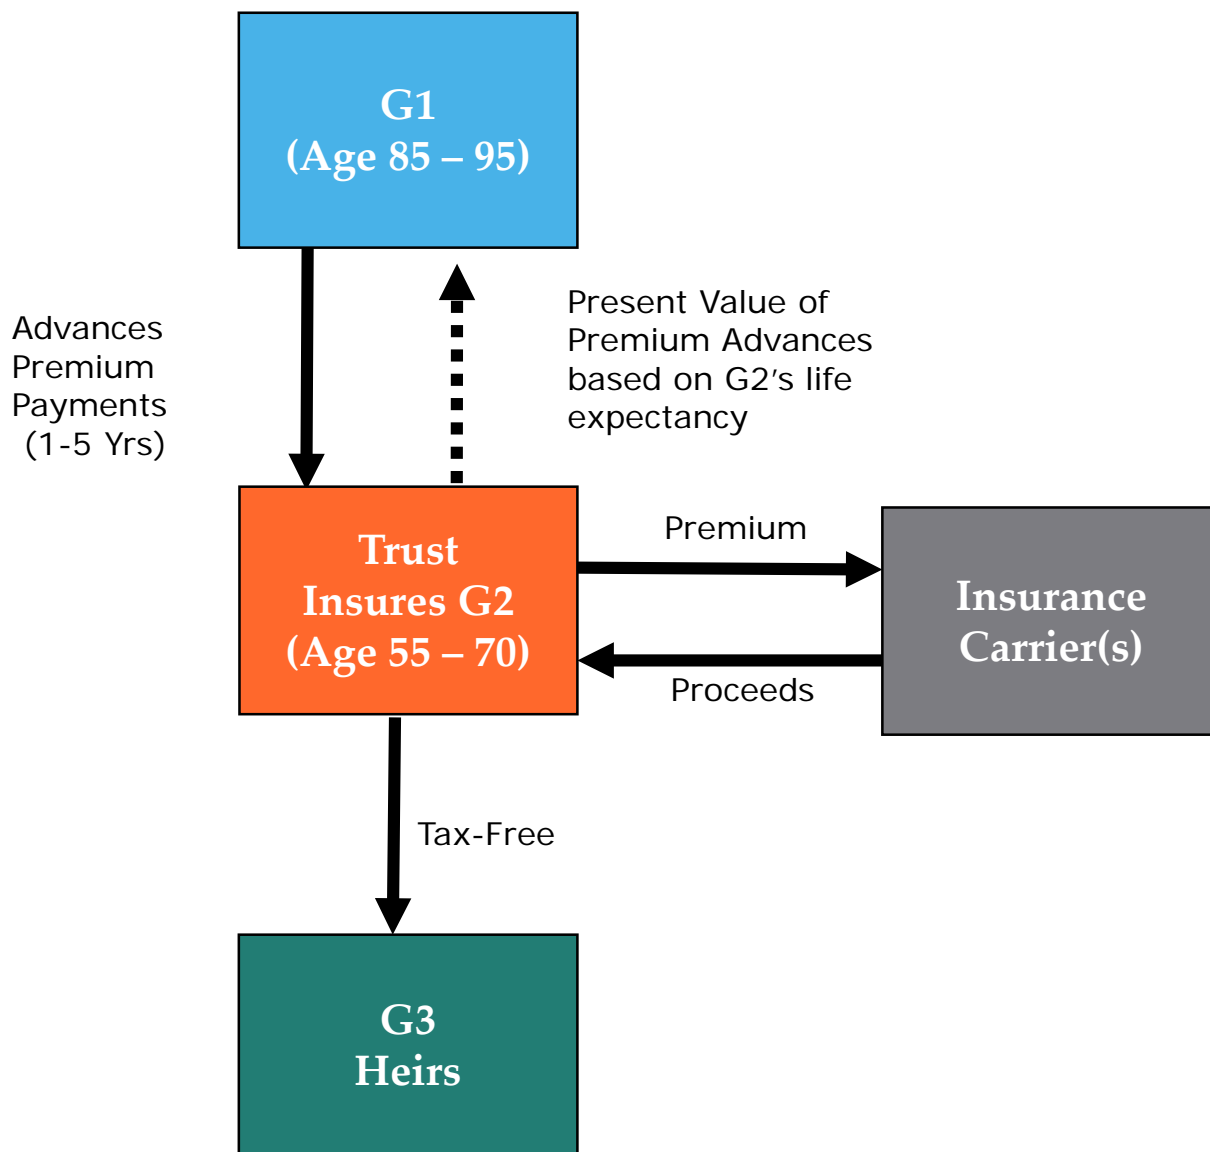 G1
(Age 85 – 95)
Advances
Premium
Payments
(1-5 Yrs)
Present Value of
Premium Advances
based on G2’s life
expectancy
Trust
Insures G2
(Age 55 – 70)
Premium
Proceeds
Insurance
Carrier(s)
Tax-Free
G3
Heirs